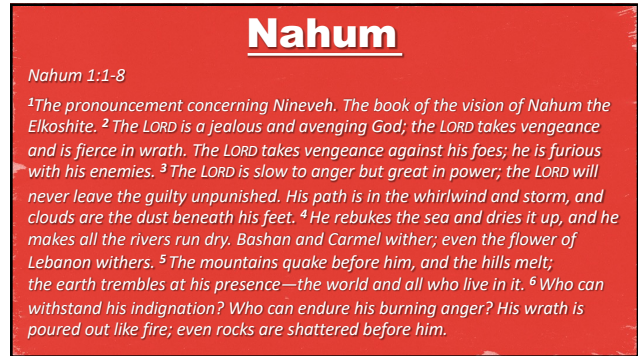 Nahum
Nahum 1:1-8
1The pronouncement concerning Nineveh. The book of the vision of Nahum the
Elkoshite. 2 The LORD is a jealous and avenging God; the LORD takes vengeance
and is fierce in wrath. The LORD takes vengeance against his foes; he is furious
with his enemies. 3 The LORD is slow to anger but great in power; the LORD will
never leave the guilty unpunished. His path is in the whirlwind and storm, and
clouds are the dust beneath his feet. 4 He rebukes the sea and dries it up, and he
makes all the rivers run dry. Bashan and Carmel wither; even the flower of
Lebanon withers. 5 The mountains quake before him, and the hills melt;
the earth trembles at his presence—the world and all who live in it. 6 Who can
withstand his indignation? Who can endure his burning anger? His wrath is
poured out like fire; even rocks are shattered before him.